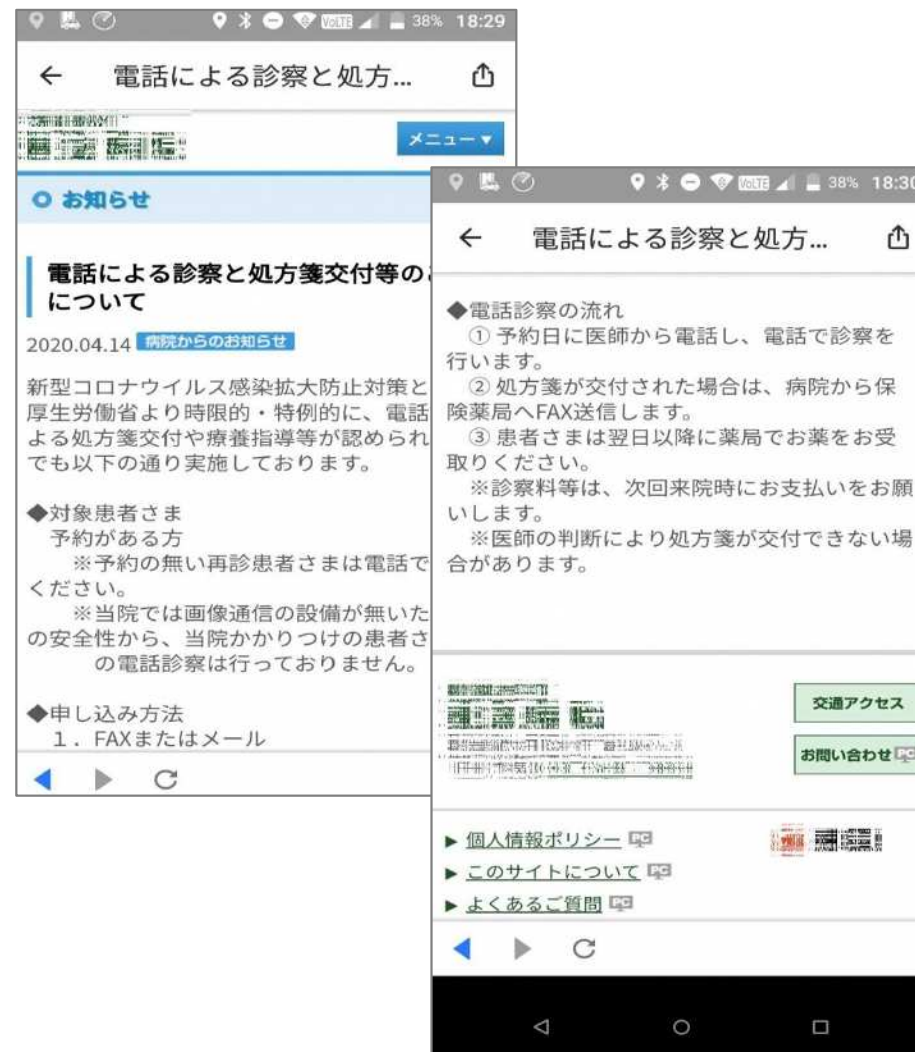 38% 18:29
電話による診察と処方...
メニュー▼
お知らせ
電話による診察と処方箋交付等の
について
2020.04.14 病院からのお知らせ
新型コロナウイルス感染拡大防止対策と
厚生労働省より時限的・特例的に、電話
よる処方箋交付や療養指導等が認められ
でも以下の通り実施しております。
◆対象患者さま
予約がある方
※予約の無い再診患者さまは電話で
ください。
※当院では画像通信の設備が無いた
の安全性から、当院かかりつけの患者さ
の電話診察は行っておりません。
◆申し込み方法
1．FAXまたはメール
VoLTE 38% 18:30
電話による診察と処方...
◆電話診察の流れ
① 予約日に医師から電話し、電話で診察を
行います。
② 処方箋が交付された場合は、病院から保
険薬局へFAX送信します。
③ 患者さまは翌日以降に薬局でお薬をお受
取りください。
※診察料等は、次回来院時にお支払いをお願
いします。
※医師の判断により処方箋が交付できない場
合があります。
交通アクセス
お問い合わせ PC
▶ 個人情報ポリシー PC
▶ このサイトについて PC
▶ よくあるご質問 PC